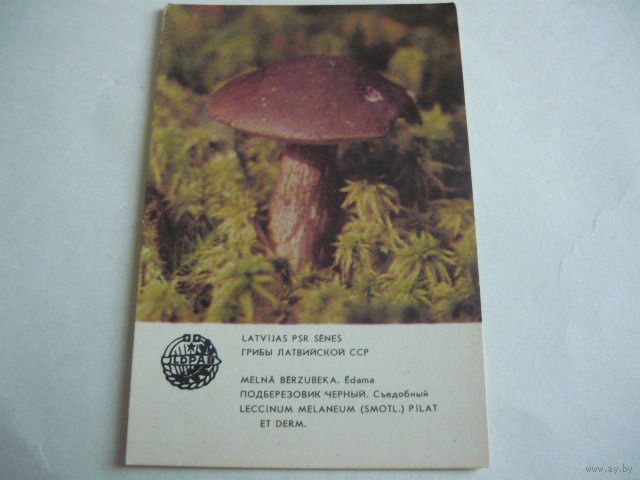 LATVIJAS PSR SĒNES
ГРИБЫ ЛАТВИЙСКОЙ ССР
LDPAB
MELNĀ BĒRZUBEKA. Ēdama
ПОДБЕРЕЗОВИК ЧЕРНЫЙ. Съедобный
LECCINUM MELANEUM (SMOTL.) PILAT
ET DERM.
www.ay.by